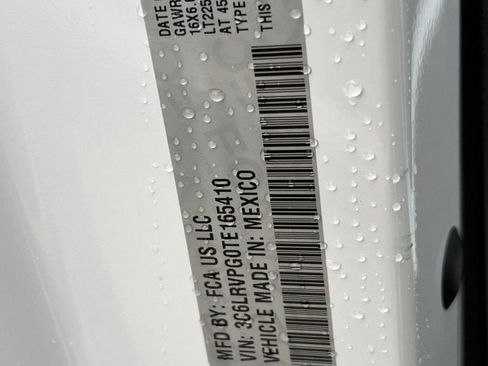 DATE
GAWR
16X6.
LT225
AT 45
TYPE
THIS
MFD BY: FCA US LLC
VIN: 3C6LRVPG0TE165410
VEHICLE MADE IN: MEXICO